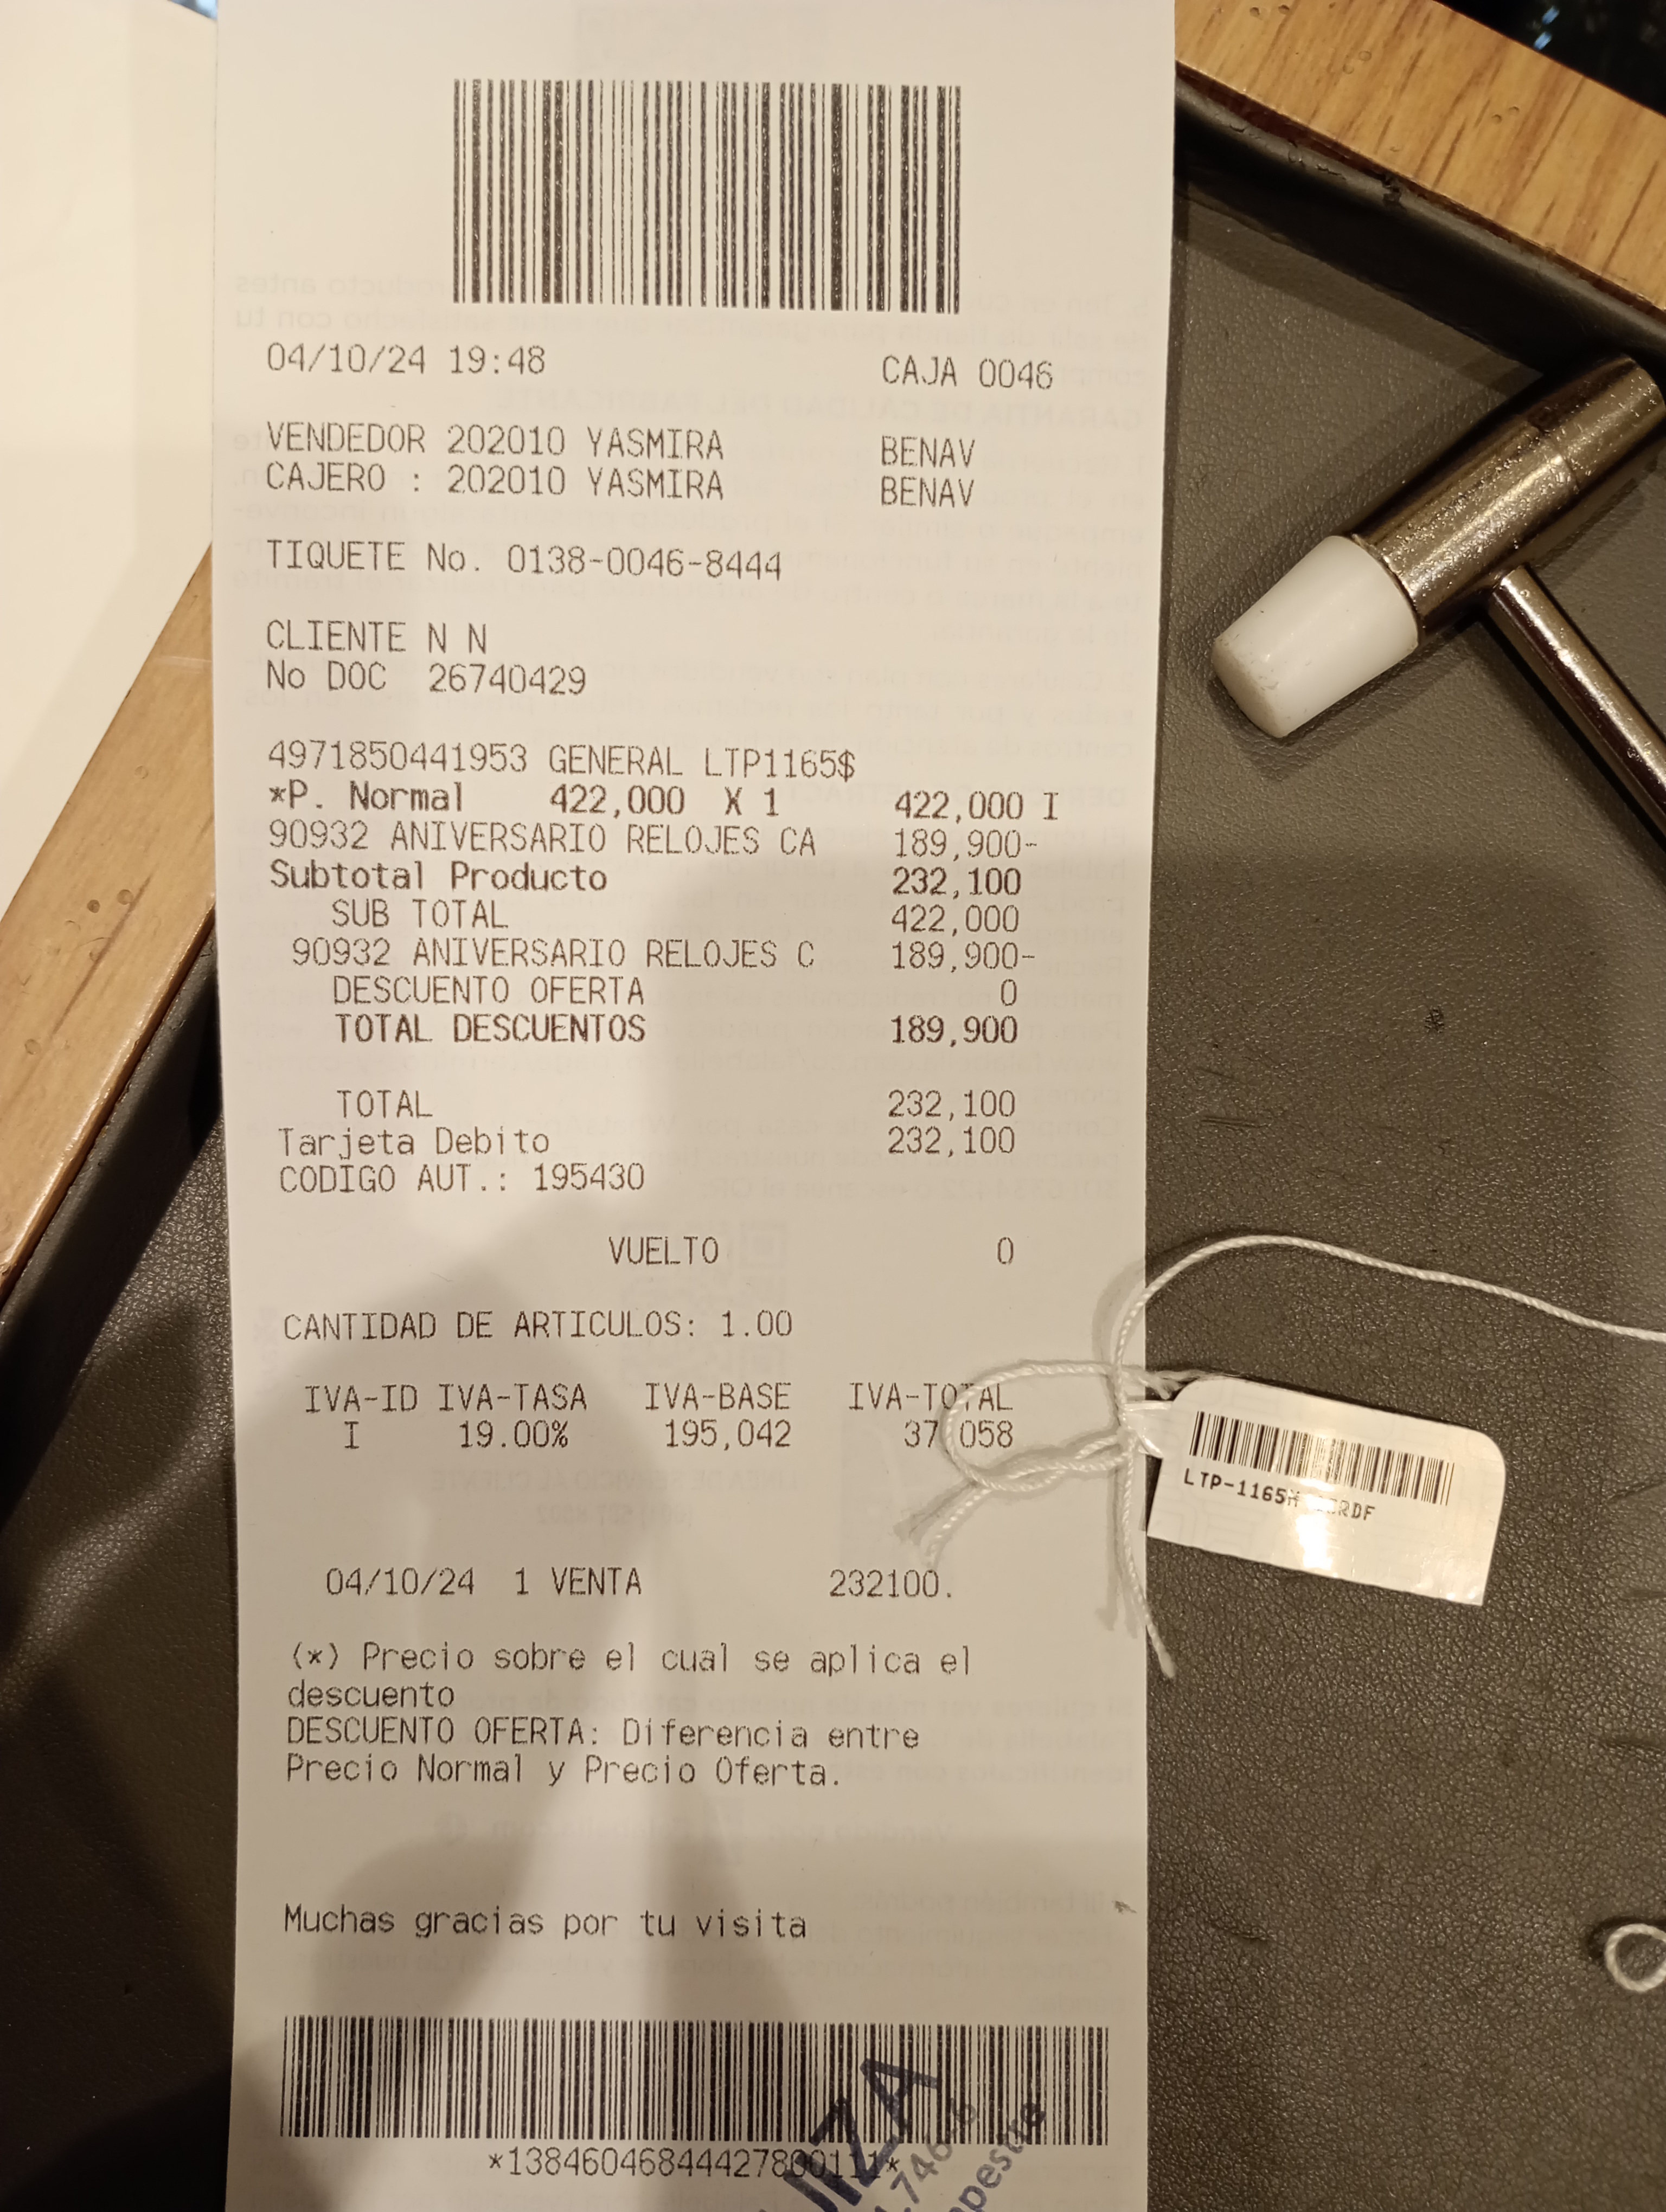 04/10/24 19:48 CAJA 0046
VENDEDOR 202010 YASMIRA BENAV
CAJERO : 202010 YASMIRA BENAV
TIQUETE No. 0138-0046-8444
CLIENTE N N
No DOC 26740429
4971850441953 GENERAL LTP1165$
*P. Normal 422,000 X 1 422,000 I
90932 ANIVERSARIO RELOJES CA 189,900-
Subtotal Producto 232,100
SUB TOTAL 422,000
90932 ANIVERSARIO RELOJES C 189,900-
DESCUENTO OFERTA 0
TOTAL DESCUENTOS 189,900
TOTAL 232,100
Tarjeta Debito 232,100
CODIGO AUT.: 195430
VUELTO 0
CANTIDAD DE ARTICULOS: 1.00
IVA-ID IVA-TASA IVA-BASE IVA-TOTAL
I 19.00% 195,042 37,058
04/10/24 1 VENTA 232100.
(*) Precio sobre el cual se aplica el
descuento
DESCUENTO OFERTA: Diferencia entre
Precio Normal y Precio Oferta.
Muchas gracias por tu visita